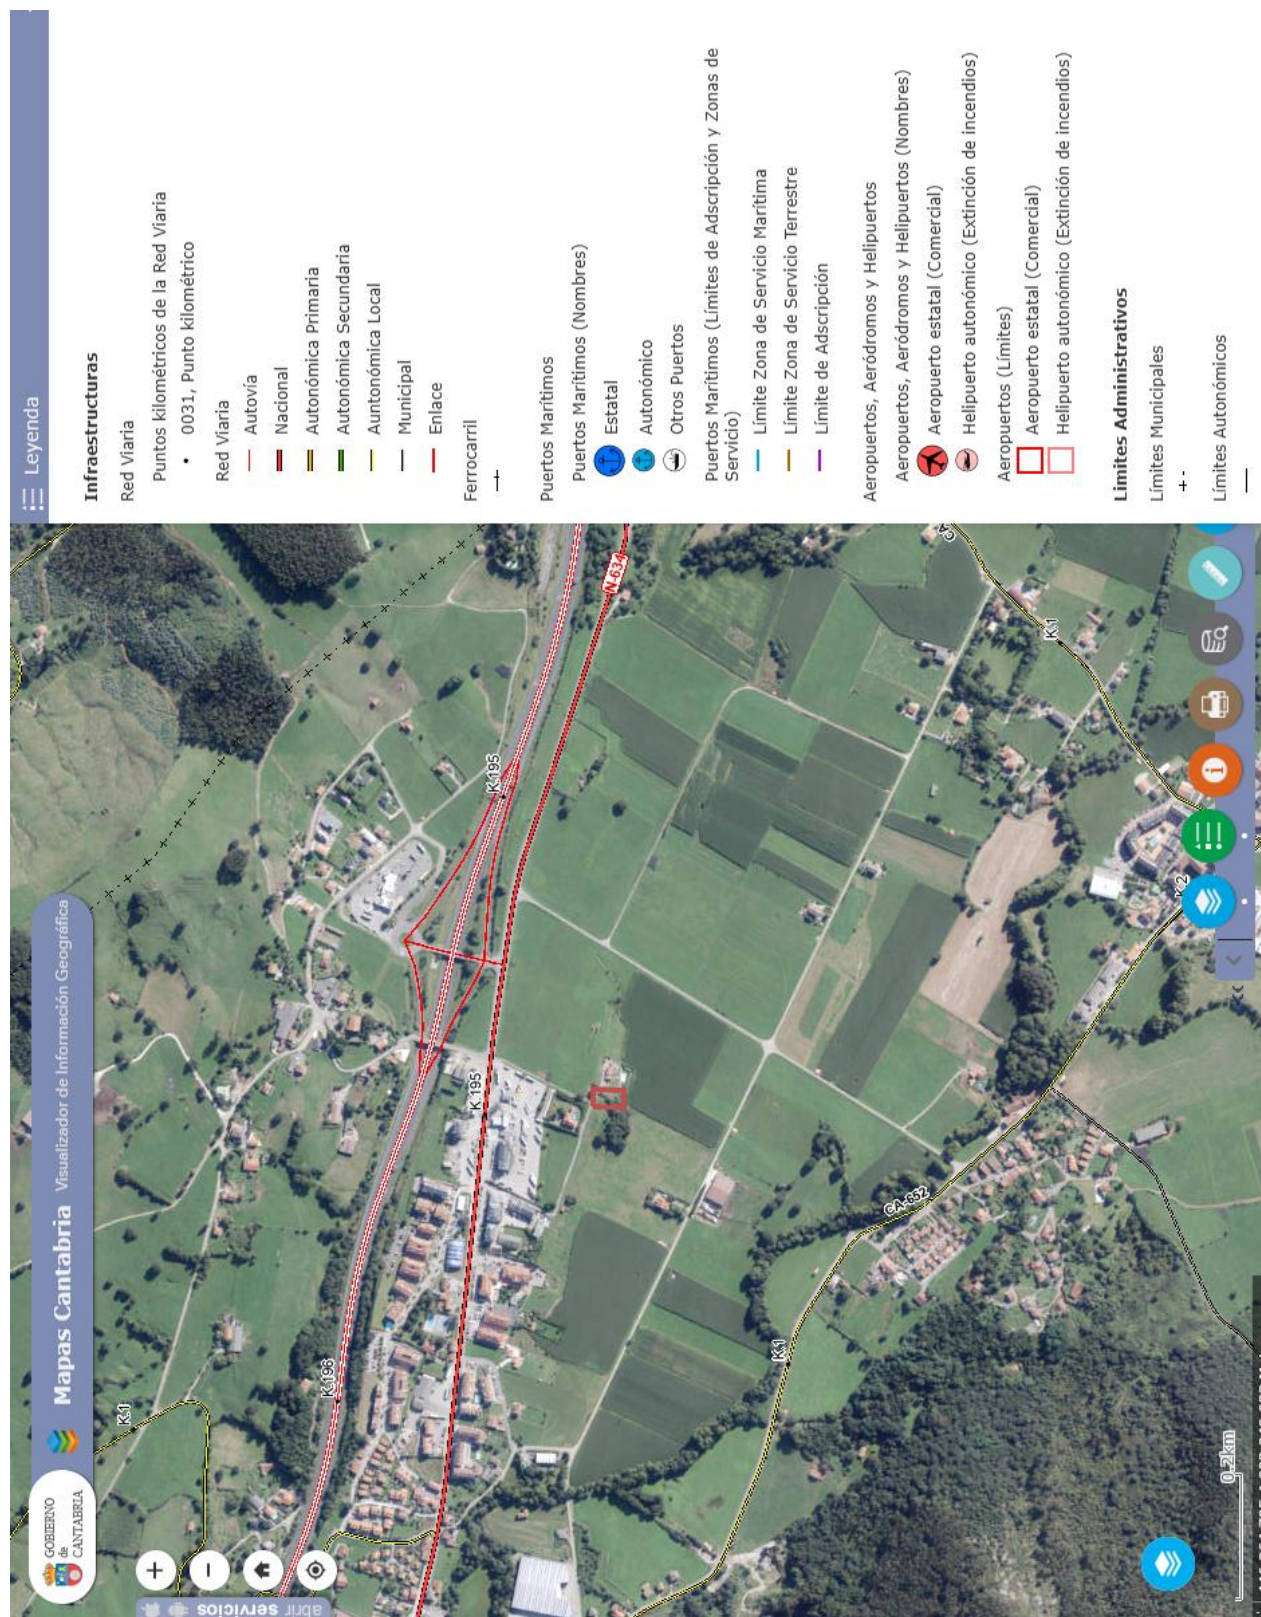 GOBIERNO
de
CANTABRIA
Mapas Cantabria Visualizador de Información Geográfica
abrir servicios
K.1
K.196
K.195
K.195
N-634
K.1
CA-652
K.2
K.1
CA
0.2km
Leyenda
Infraestructuras
Red Viaria
Puntos kilométricos de la Red Viaria
0031, Punto kilométrico
Red Viaria
Autovía
Nacional
Autonómica Primaria
Autonómica Secundaria
Auntonómica Local
Municipal
Enlace
Ferrocarril
Puertos Marítimos
Puertos Marítimos (Nombres)
Estatal
Autonómico
Otros Puertos
Puertos Marítimos (Límites de Adscripción y Zonas de
Servicio)
Límite Zona de Servicio Marítima
Límite Zona de Servicio Terrestre
Límite de Adscripción
Aeropuertos, Aeródromos y Helipuertos
Aeropuertos, Aeródromos y Helipuertos (Nombres)
Aeropuerto estatal (Comercial)
Helipuerto autonómico (Extinción de incendios)
Aeropuertos (Límites)
Aeropuerto estatal (Comercial)
Helipuerto autonómico (Extinción de incendios)
Límites Administrativos
Límites Municipales
Límites Autonómicos